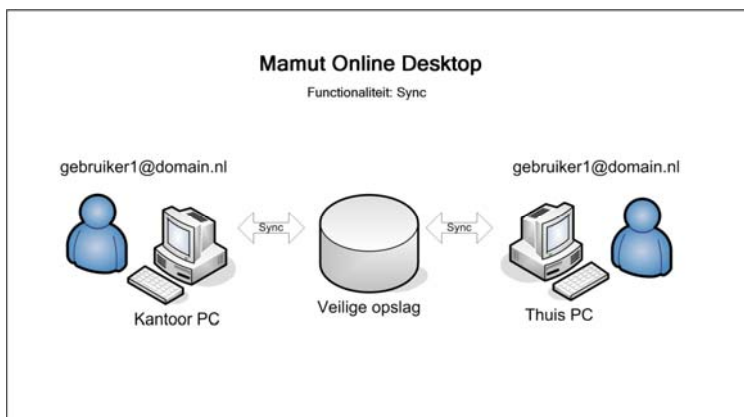 Mamut Online Desktop
Functionaliteit: Sync
gebruiker1@domain.nl
gebruiker1@domain.nl
Sync
Sync
Kantoor PC
Veilige opslag
Thuis PC